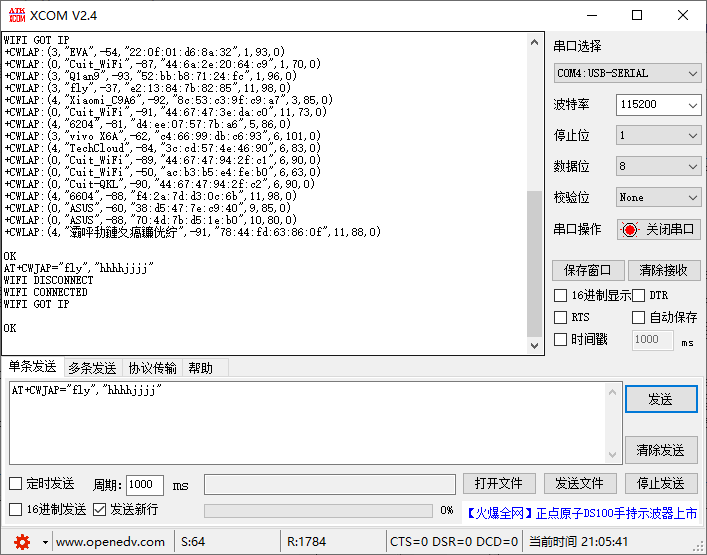 ATK XCOM XCOM V2.4
WIFI GOT IP
+CWLAP:(3,"EVA",-54,"22:0f:01:d6:8a:32",1,93,0)
+CWLAP:(0,"Cuit_WiFi",-87,"44:6a:2e:20:64:c9",1,70,0)
+CWLAP:(3,"Q1an9",-93,"52:bb:b8:71:24:fc",1,96,0)
+CWLAP:(3,"fly",-37,"e2:13:84:7b:82:85",11,98,0)
+CWLAP:(4,"Xiaomi_C9A6",-92,"8c:53:c3:9f:c9:a7",3,85,0)
+CWLAP:(0,"Cuit_WiFi",-91,"44:67:47:3e:da:c0",11,73,0)
+CWLAP:(4,"6204",-81,"d4:ee:07:57:7b:a6",5,86,0)
+CWLAP:(3,"vivo X6A",-62,"c4:66:99:db:c6:93",6,101,0)
+CWLAP:(4,"TechCloud",-84,"3c:cd:57:4e:46:90",6,83,0)
+CWLAP:(0,"Cuit_WiFi",-89,"44:67:47:94:2f:c1",6,90,0)
+CWLAP:(0,"Cuit_WiFi",-50,"ac:b3:b5:e4:fe:b0",6,63,0)
+CWLAP:(0,"Cuit-QKL",-90,"44:67:47:94:2f:c2",6,90,0)
+CWLAP:(4,"6604",-88,"f4:2a:7d:d3:0c:6b",11,98,0)
+CWLAP:(0,"ASUS",-60,"38:d5:47:7e:c9:40",9,85,0)
+CWLAP:(0,"ASUS",-88,"70:4d:7b:d5:1e:b0",10,80,0)
+CWLAP:(4,"",-91,"78:44:fd:63:86:0f",11,88,0)
OK
AT+CWJAP="fly","hhhhjjjj"
WIFI DISCONNECT
WIFI CONNECTED
WIFI GOT IP
OK
串口选择
COM4:USB-SERIAL
波特率 115200
停止位 1
数据位 8
校验位 None
串口操作 关闭串口
保存窗口 清除接收
16进制显示 DTR
RTS 自动保存
时间戳 1000 ms
单条发送 多条发送 协议传输 帮助
AT+CWJAP="fly","hhhhjjjj"
发送
清除发送
定时发送 周期: 1000 ms 打开文件 发送文件 停止发送
16进制发送 发送新行 0% 【火爆全网】正点原子DS100手持示波器上市
www.openedv.com S:64 R:1784 CTS=0 DSR=0 DCD=0 当前时间 21:05:41